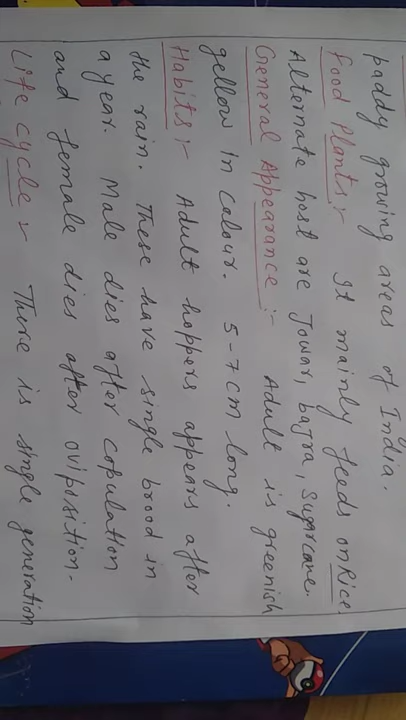 paddy growing areas of India.
Food Plants:- It mainly feeds on Rice.
Alternate host are Jowar, bajra, Sugarcane.
General Appearance:- Adult is greenish
yellow in colour. 5-7 cm long.
Habits:- Adult hoppers appears after
the rain. These have single brood in
a year. Male dies after copulation
and female dies after oviposition.
Life cycle:- There is single generation